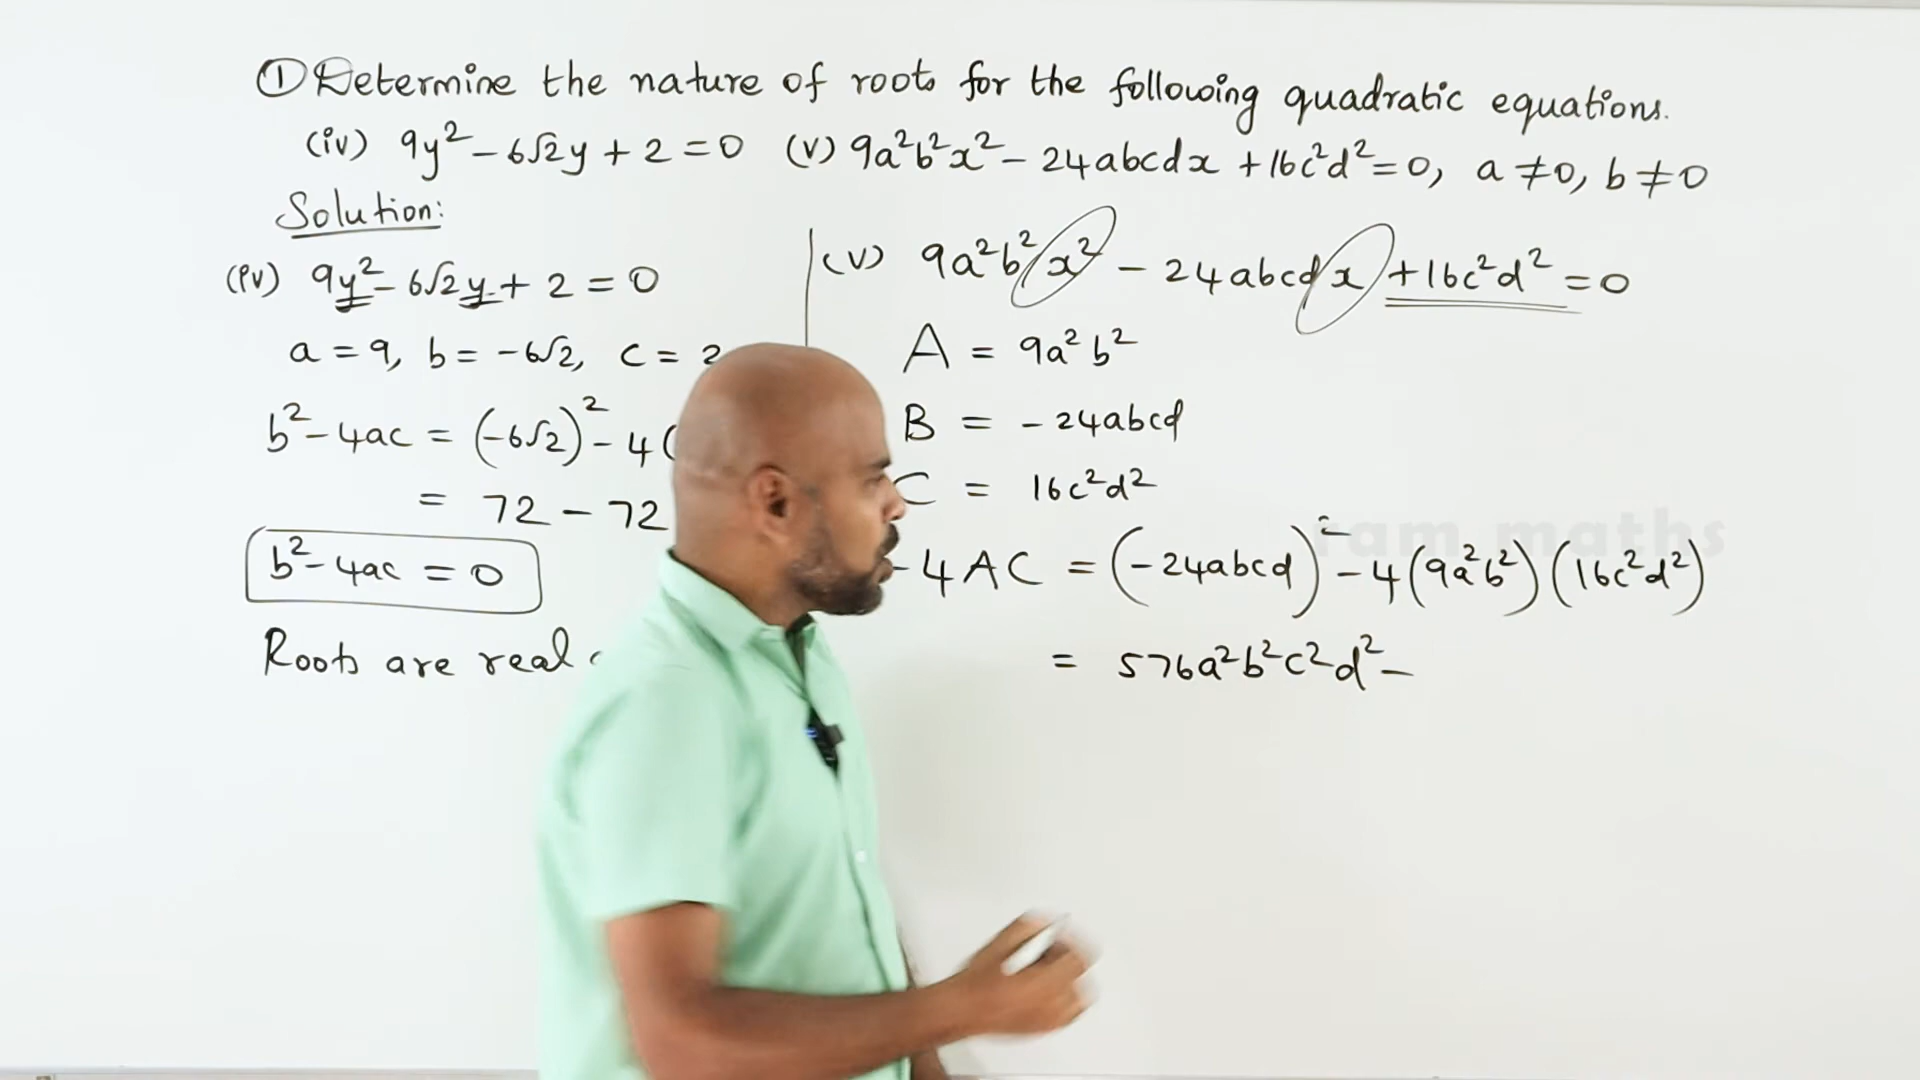 ① Determine the nature of roots for the following quadratic equations.
(iv) 9y² - 6√2y + 2 = 0 (v) 9a²b²x² - 24abcdx + 16c²d² = 0, a ≠ 0, b ≠ 0
Solution:
(iv) 9y² - 6√2y + 2 = 0
a = 9, b = -6√2, c = 2
b² - 4ac = (-6√2)² - 4(
= 72 - 72
b² - 4ac = 0
Roots are real
(v) 9a²b²x² - 24abcdx + 16c²d² = 0
A = 9a²b²
B = -24abcd
C = 16c²d²
- 4AC = (-24abcd)² - 4(9a²b²)(16c²d²)
= 576a²b²c²d² -
ram maths